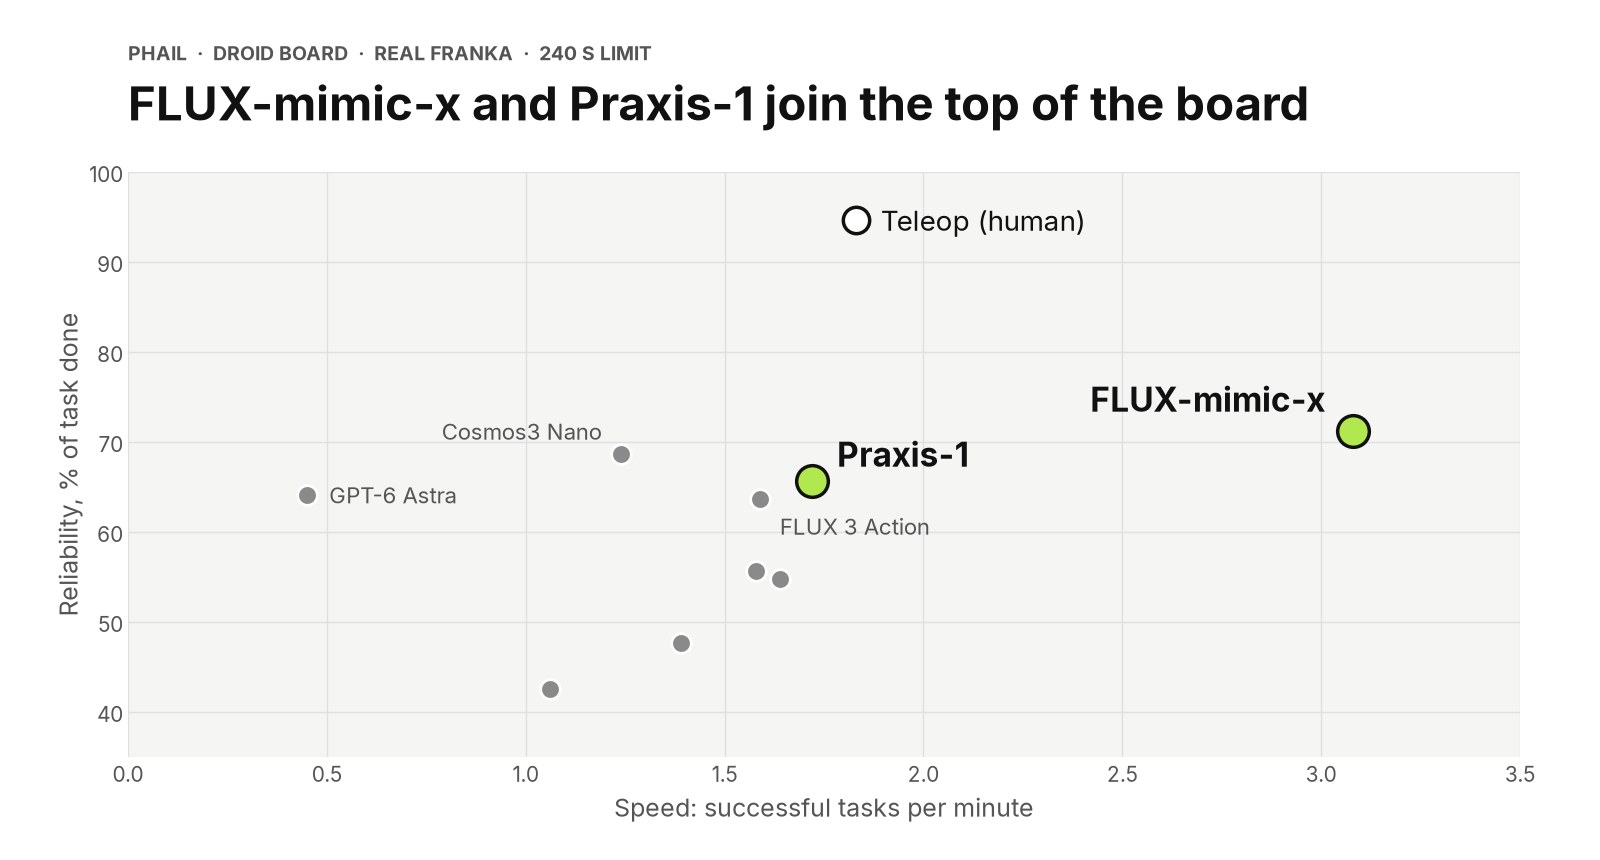 PHAIL · DROID BOARD · REAL FRANKA · 240 S LIMIT
FLUX-mimic-x and Praxis-1 join the top of the board
100
90
80
70
60
50
40
Reliability, % of task done
Teleop (human)
FLUX-mimic-x
Cosmos3 Nano
Praxis-1
GPT-6 Astra
FLUX 3 Action
0.0 0.5 1.0 1.5 2.0 2.5 3.0 3.5
Speed: successful tasks per minute